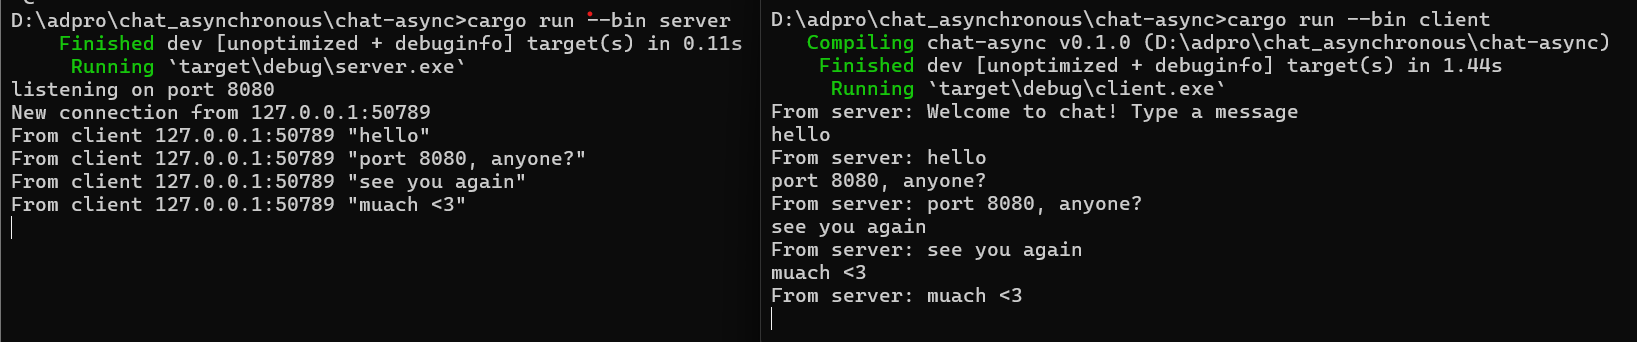 D:\adpro\chat_asynchronous\chat-async>cargo run --bin server
Finished dev [unoptimized + debuginfo] target(s) in 0.11s
Running `target\debug\server.exe`
listening on port 8080
New connection from 127.0.0.1:50789
From client 127.0.0.1:50789 "hello"
From client 127.0.0.1:50789 "port 8080, anyone?"
From client 127.0.0.1:50789 "see you again"
From client 127.0.0.1:50789 "muach <3"
D:\adpro\chat_asynchronous\chat-async>cargo run --bin client
Compiling chat-async v0.1.0 (D:\adpro\chat_asynchronous\chat-async)
Finished dev [unoptimized + debuginfo] target(s) in 1.44s
Running `target\debug\client.exe`
From server: Welcome to chat! Type a message
hello
From server: hello
port 8080, anyone?
From server: port 8080, anyone?
see you again
From server: see you again
muach <3
From server: muach <3